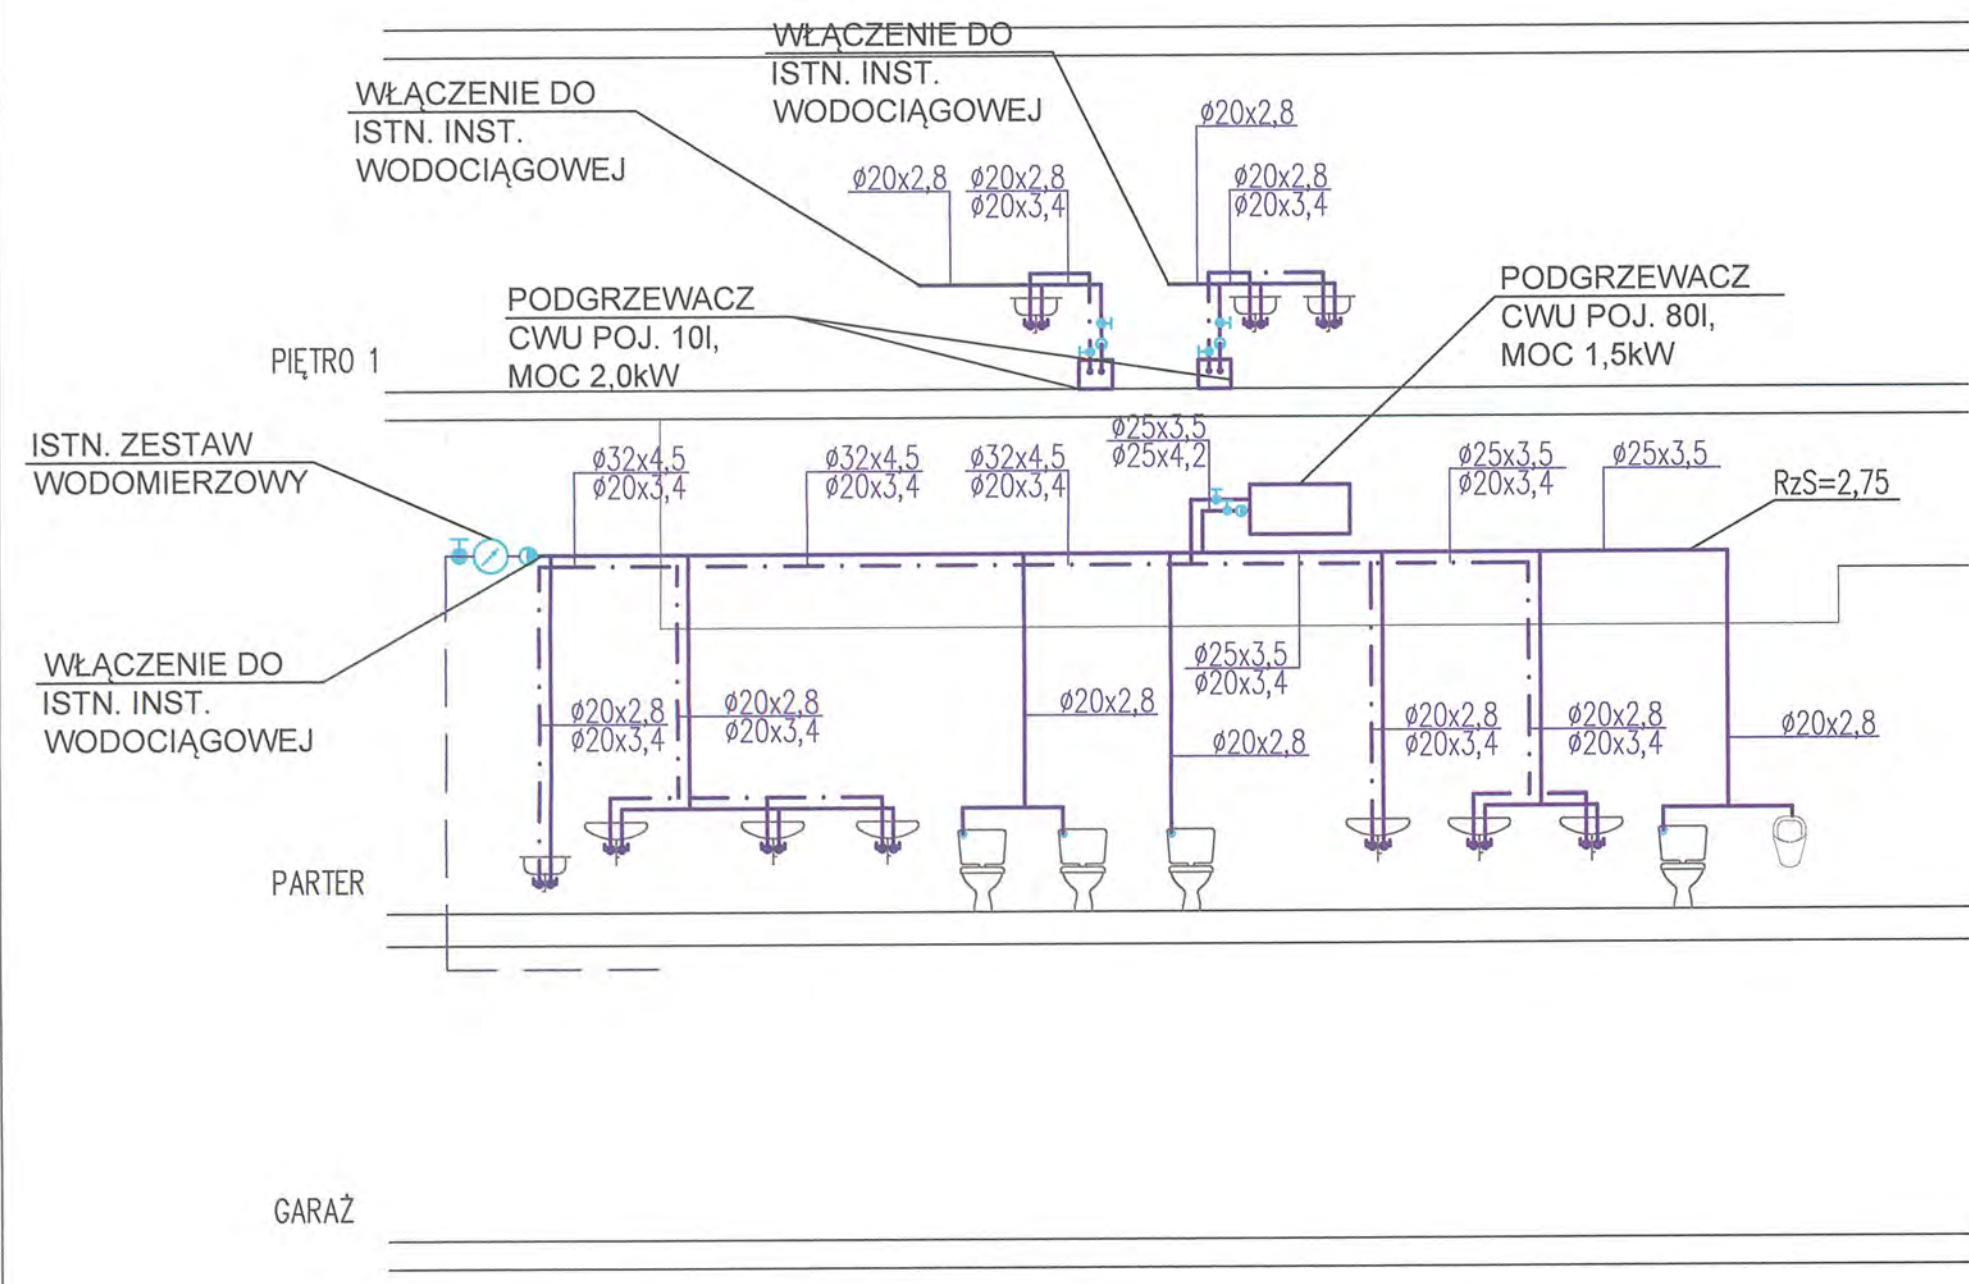 WŁĄCZENIE DO
ISTN. INST.
WODOCIĄGOWEJ
WŁĄCZENIE DO
ISTN. INST.
WODOCIĄGOWEJ
ø20x2,8
ø20x2,8
ø20x2,8
ø20x3,4
ø20x2,8
ø20x3,4
PODGRZEWACZ
CWU POJ. 10l,
MOC 2,0kW
PODGRZEWACZ
CWU POJ. 80l,
MOC 1,5kW
PIĘTRO 1
ISTN. ZESTAW
WODOMIERZOWY
ø32x4,5
ø20x3,4
ø32x4,5
ø20x3,4
ø32x4,5
ø20x3,4
ø25x3,5
ø25x4,2
ø25x3,5
ø20x3,4
ø25x3,5
RzS=2,75
WŁĄCZENIE DO
ISTN. INST.
WODOCIĄGOWEJ
ø20x2,8
ø20x3,4
ø20x2,8
ø20x3,4
ø20x2,8
ø25x3,5
ø20x3,4
ø20x2,8
ø20x2,8
ø20x3,4
ø20x2,8
ø20x3,4
ø20x2,8
PARTER
GARAŻ